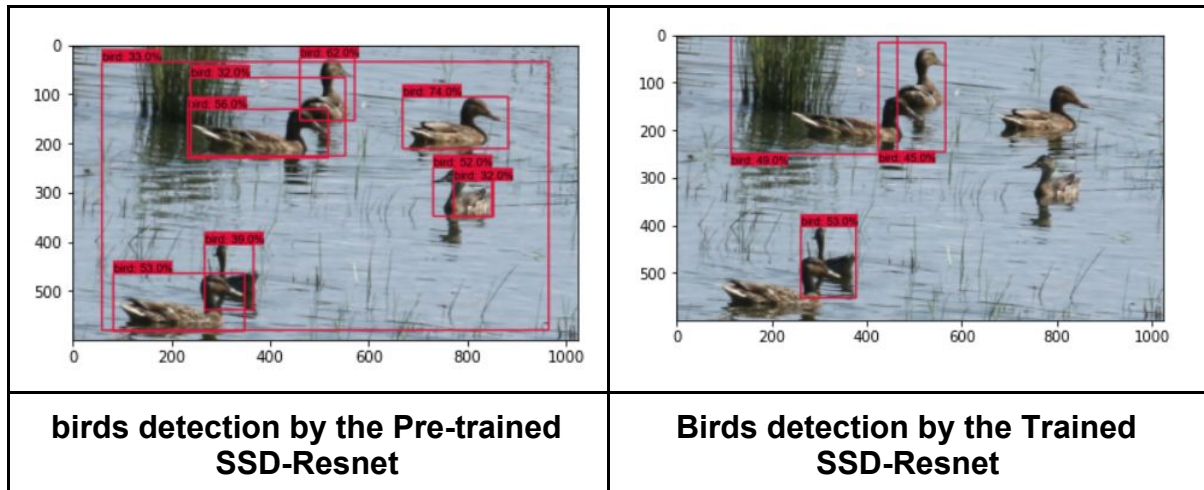 0
100
200
300
400
500
0 200 400 600 800 1000
bird: 33.0%
bird: 62.0%
bird: 32.0%
bird: 56.0%
bird: 74.0%
bird: 52.0%
bird: 32.0%
bird: 39.0%
bird: 53.0%
birds detection by the Pre-trained
SSD-Resnet
0
100
200
300
400
500
0 200 400 600 800 1000
bird: 49.0%
bird: 45.0%
bird: 53.0%
Birds detection by the Trained
SSD-Resnet